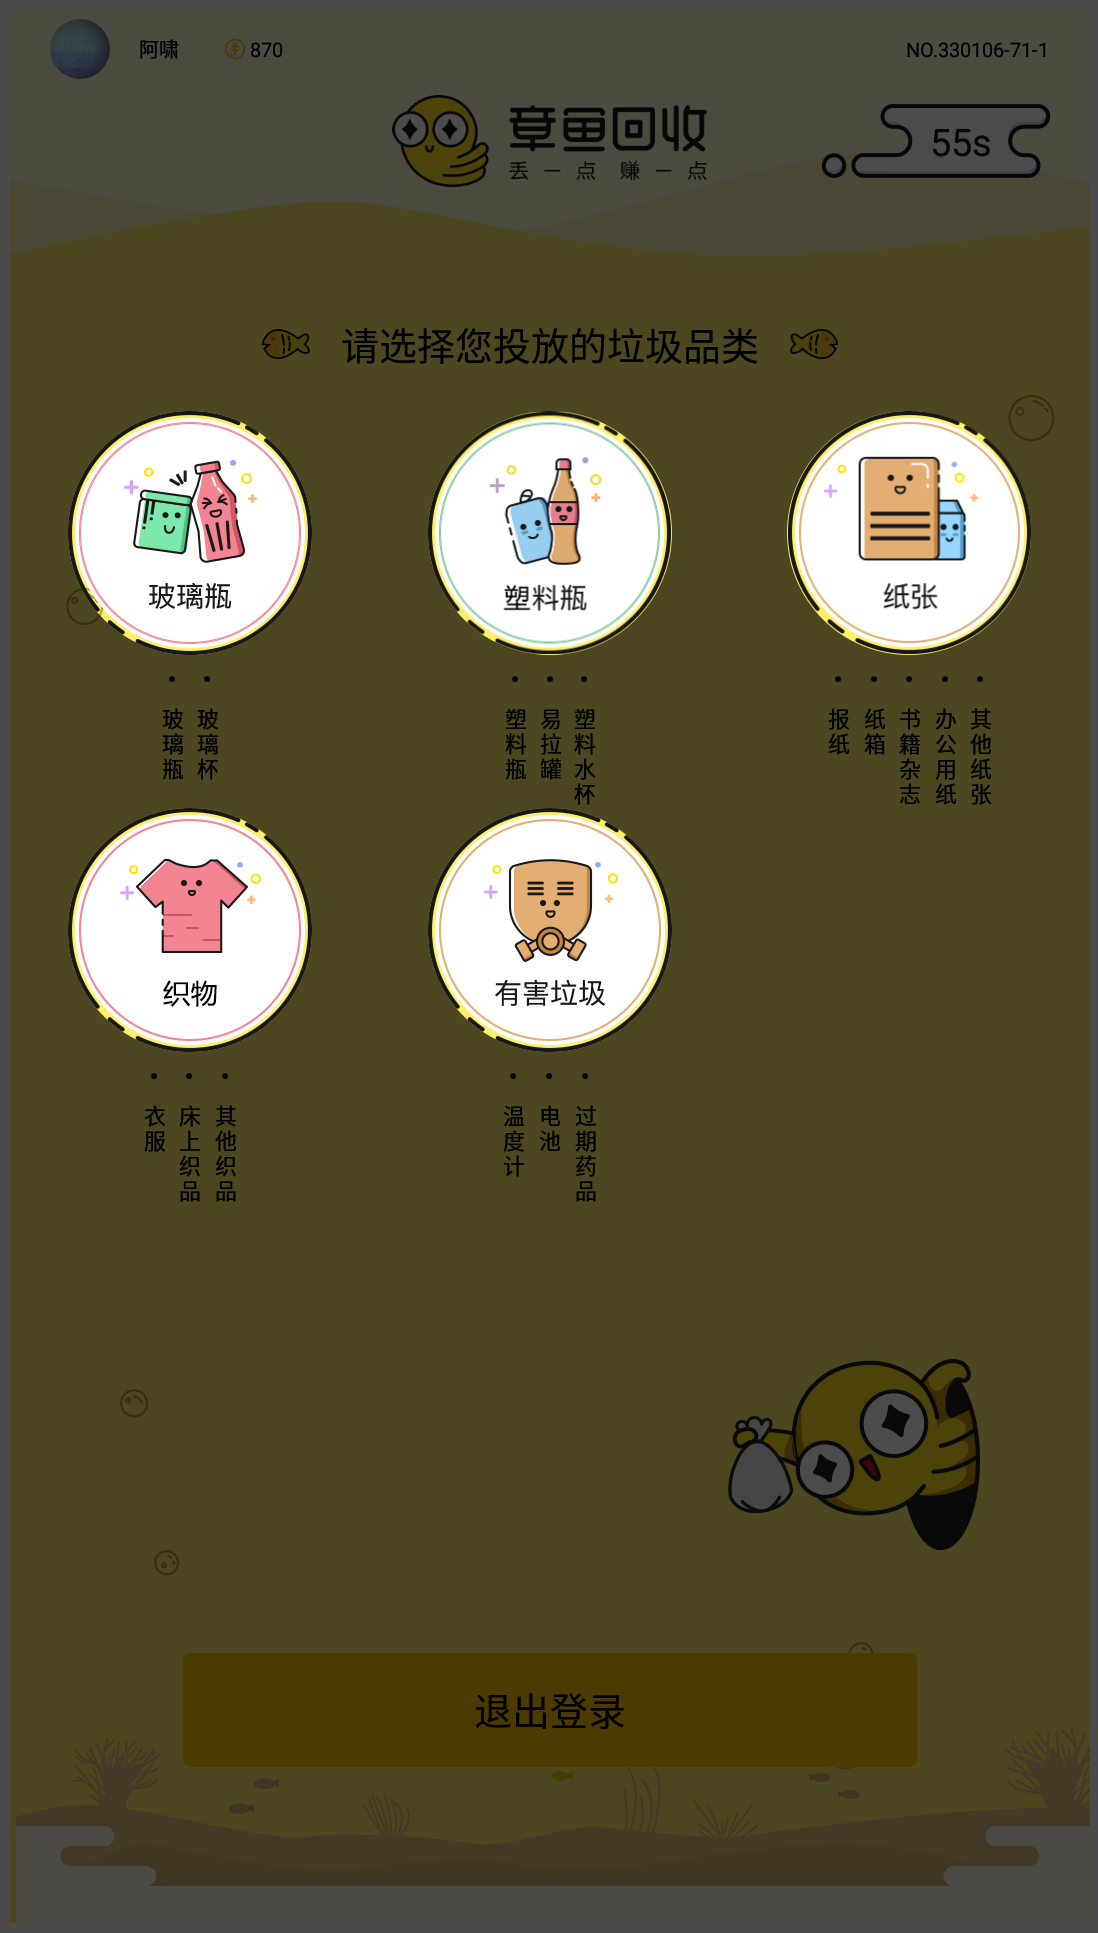 阿啸 870 NO.330106-71-1
章鱼回收
丢一点 赚一点
55s
请选择您投放的垃圾品类
玻璃瓶
玻璃瓶
玻璃杯
塑料瓶
塑料瓶
易拉罐
塑料水杯
纸张
报纸
纸箱
书籍杂志
办公用纸
其他纸张
织物
衣服
床上织品
其他织品
有害垃圾
温度计
电池
过期药品
退出登录